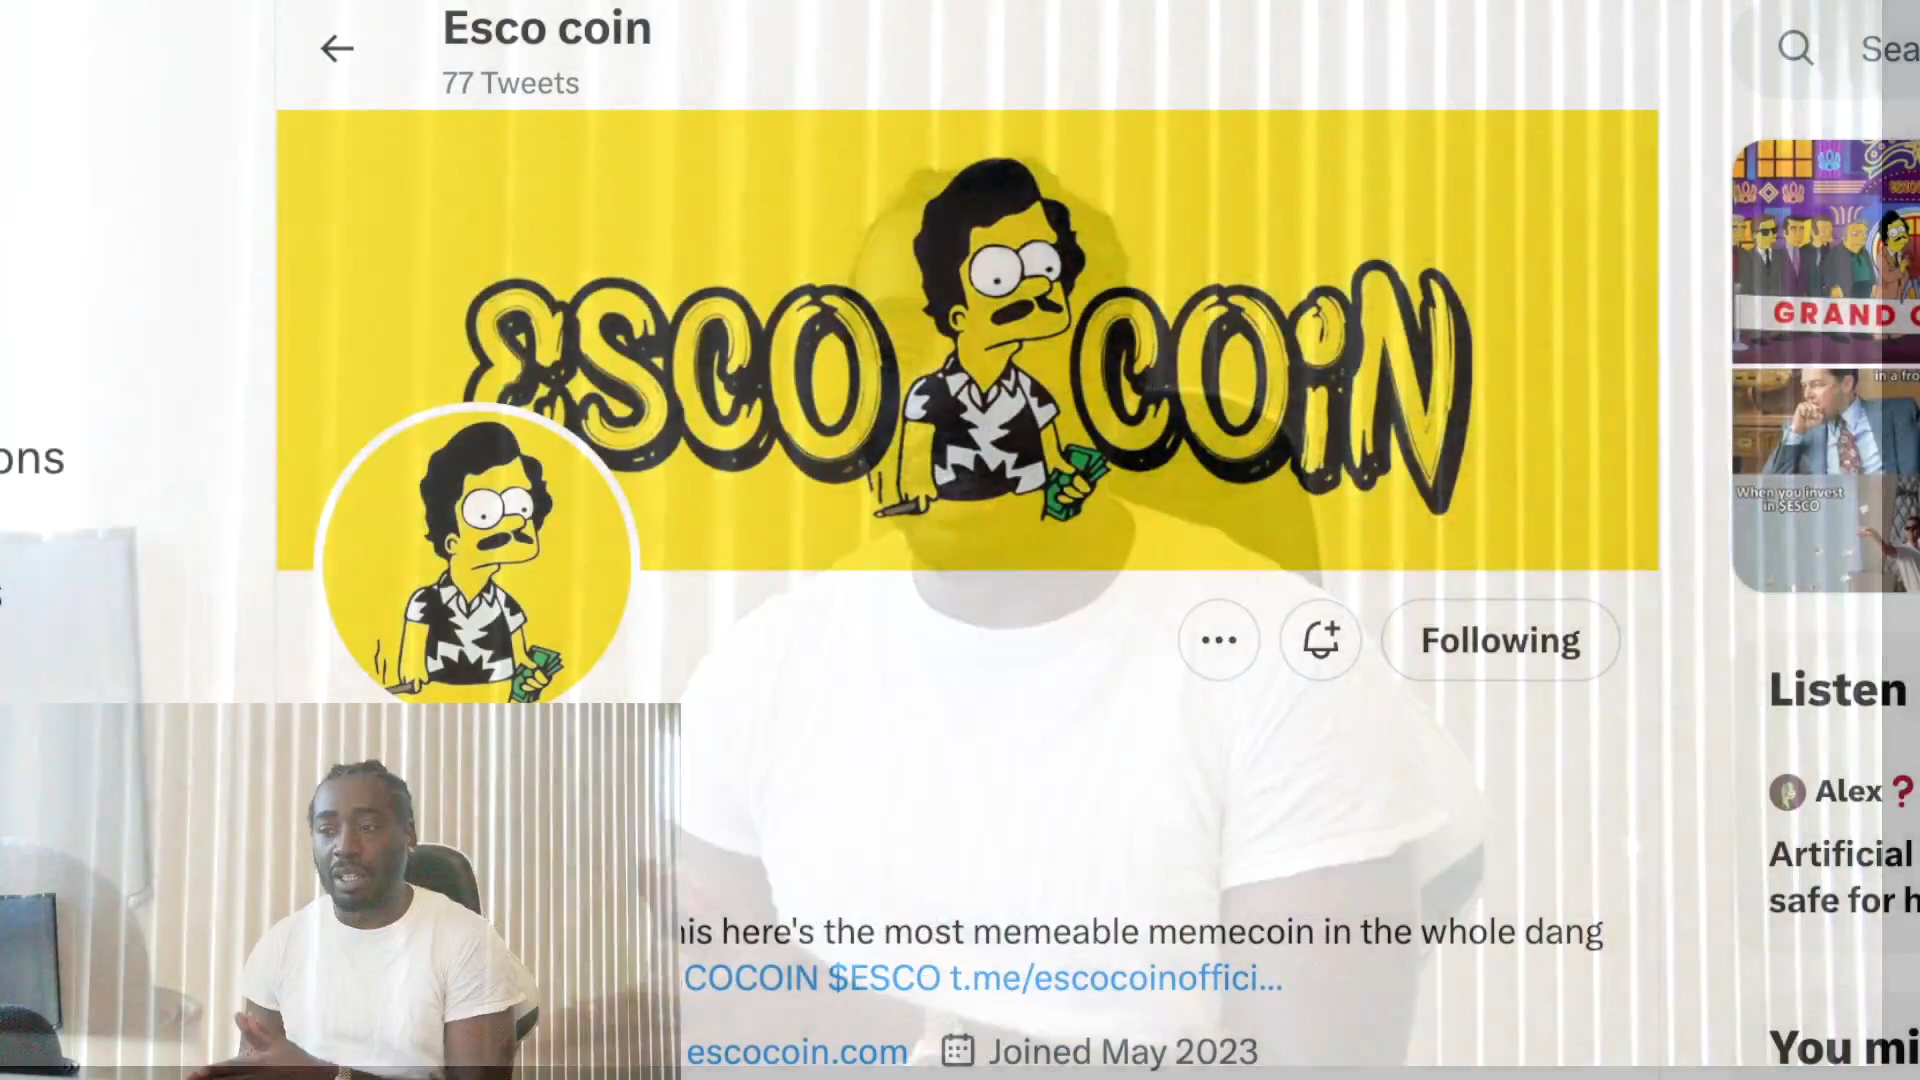 Esco coin
77 Tweets
Sea
ESCO COIN
GRAND
in a fro
When you invest
in $ESCO
ons
Following
Listen
Alex ?
Artificial
safe for h
his here's the most memeable memecoin in the whole dang
COCOIN $ESCO t.me/escocoinoffici...
escocoin.com Joined May 2023
You mi